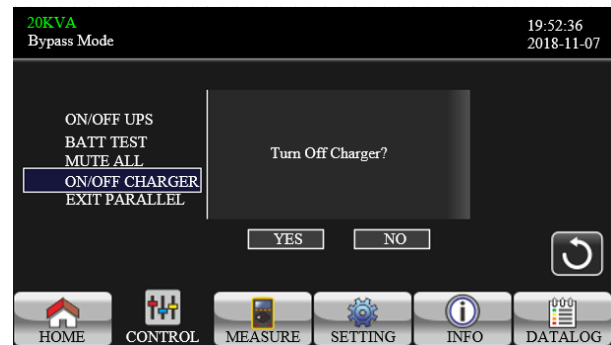 20KVA
Bypass Mode
19:52:36
2018-11-07
ON/OFF UPS
BATT TEST
MUTE ALL
ON/OFF CHARGER
EXIT PARALLEL
Turn Off Charger?
YES NO
HOME CONTROL MEASURE SETTING INFO DATALOG